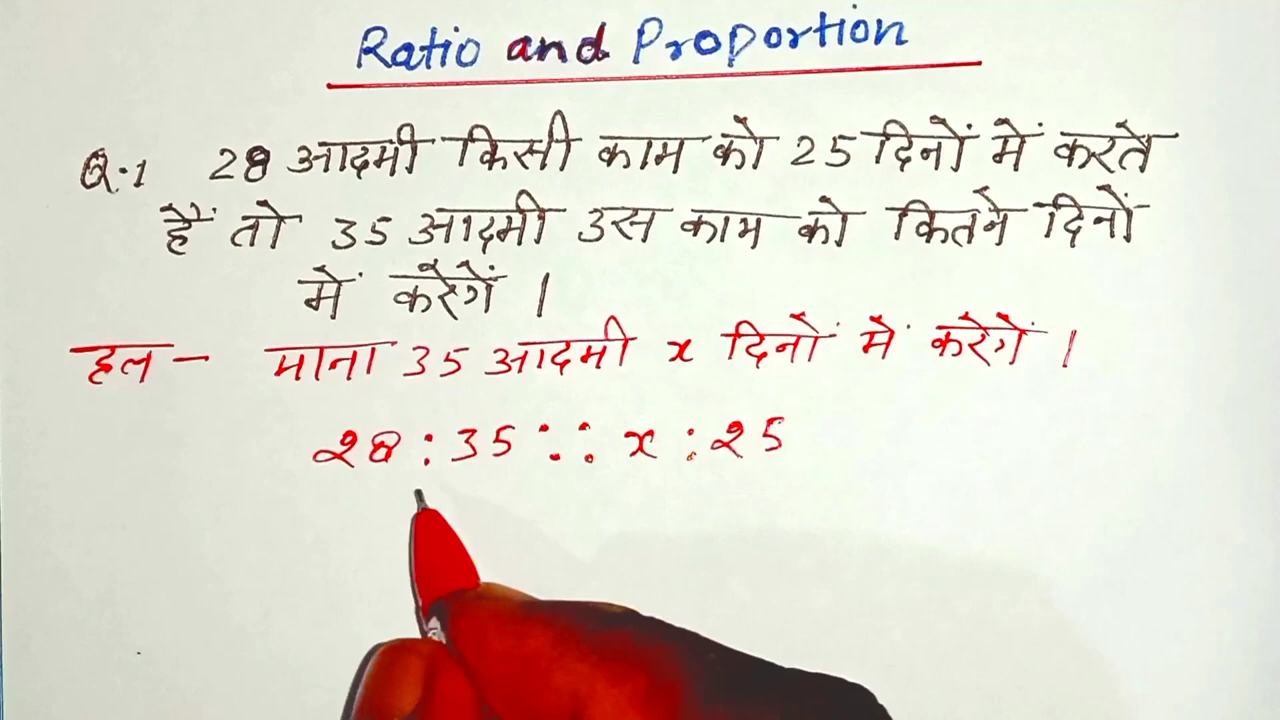 Ratio and Proportion
Q.1 28 आदमी किसी काम को 25 दिनों में करते
हैं तो 35 आदमी उस काम को कितने दिनों
में करेगें ।
हल - माना 35 आदमी x दिनों में करेगें ।
28 : 35 :: x : 25